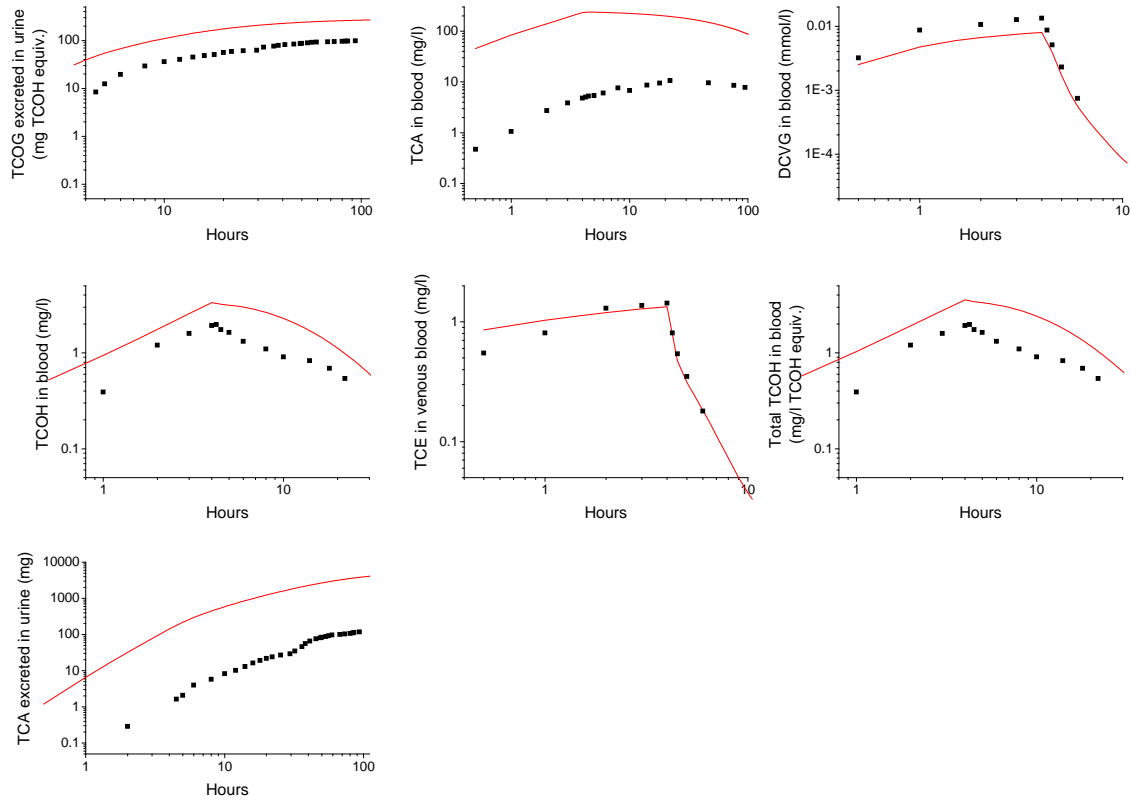 TCOG excreted in urine
(mg TCOH equiv.)
100
10
1
0.1
10
100
Hours
TCA in blood (mg/l)
100
10
1
0.1
1
10
100
Hours
DCVG in blood (mmol/l)
0.01
1E-3
1E-4
1
10
Hours
TCOH in blood (mg/l)
1
0.1
1
10
Hours
TCE in venous blood (mg/l)
1
0.1
1
10
Hours
Total TCOH in blood
(mg/l TCOH equiv.)
1
0.1
1
10
Hours
TCA excreted in urine (mg)
10000
1000
100
10
1
0.1
1
10
100
Hours